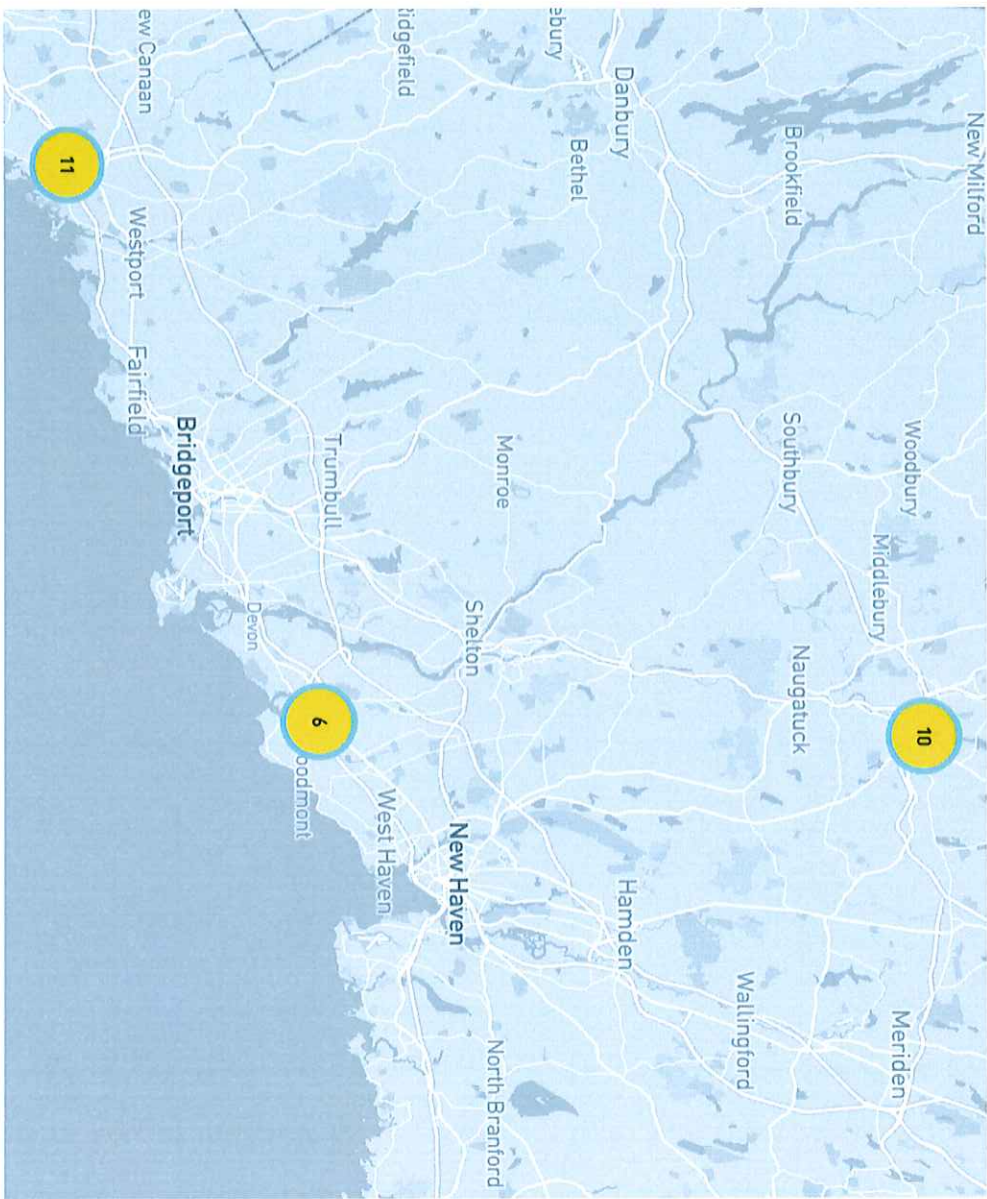 New Milford
10
Woodbury
Meriden
Middlebury
Brookfield
Southbury
Naugatuck
Wallingford
Danbury
Hamden
Bethel
ebury
Monroe
North Branford
Shelton
New Haven
idgefield
West Haven
Trumbull
6
oodmont
Devon
Bridgeport
ew Canaan
Westport
Fairfield
11